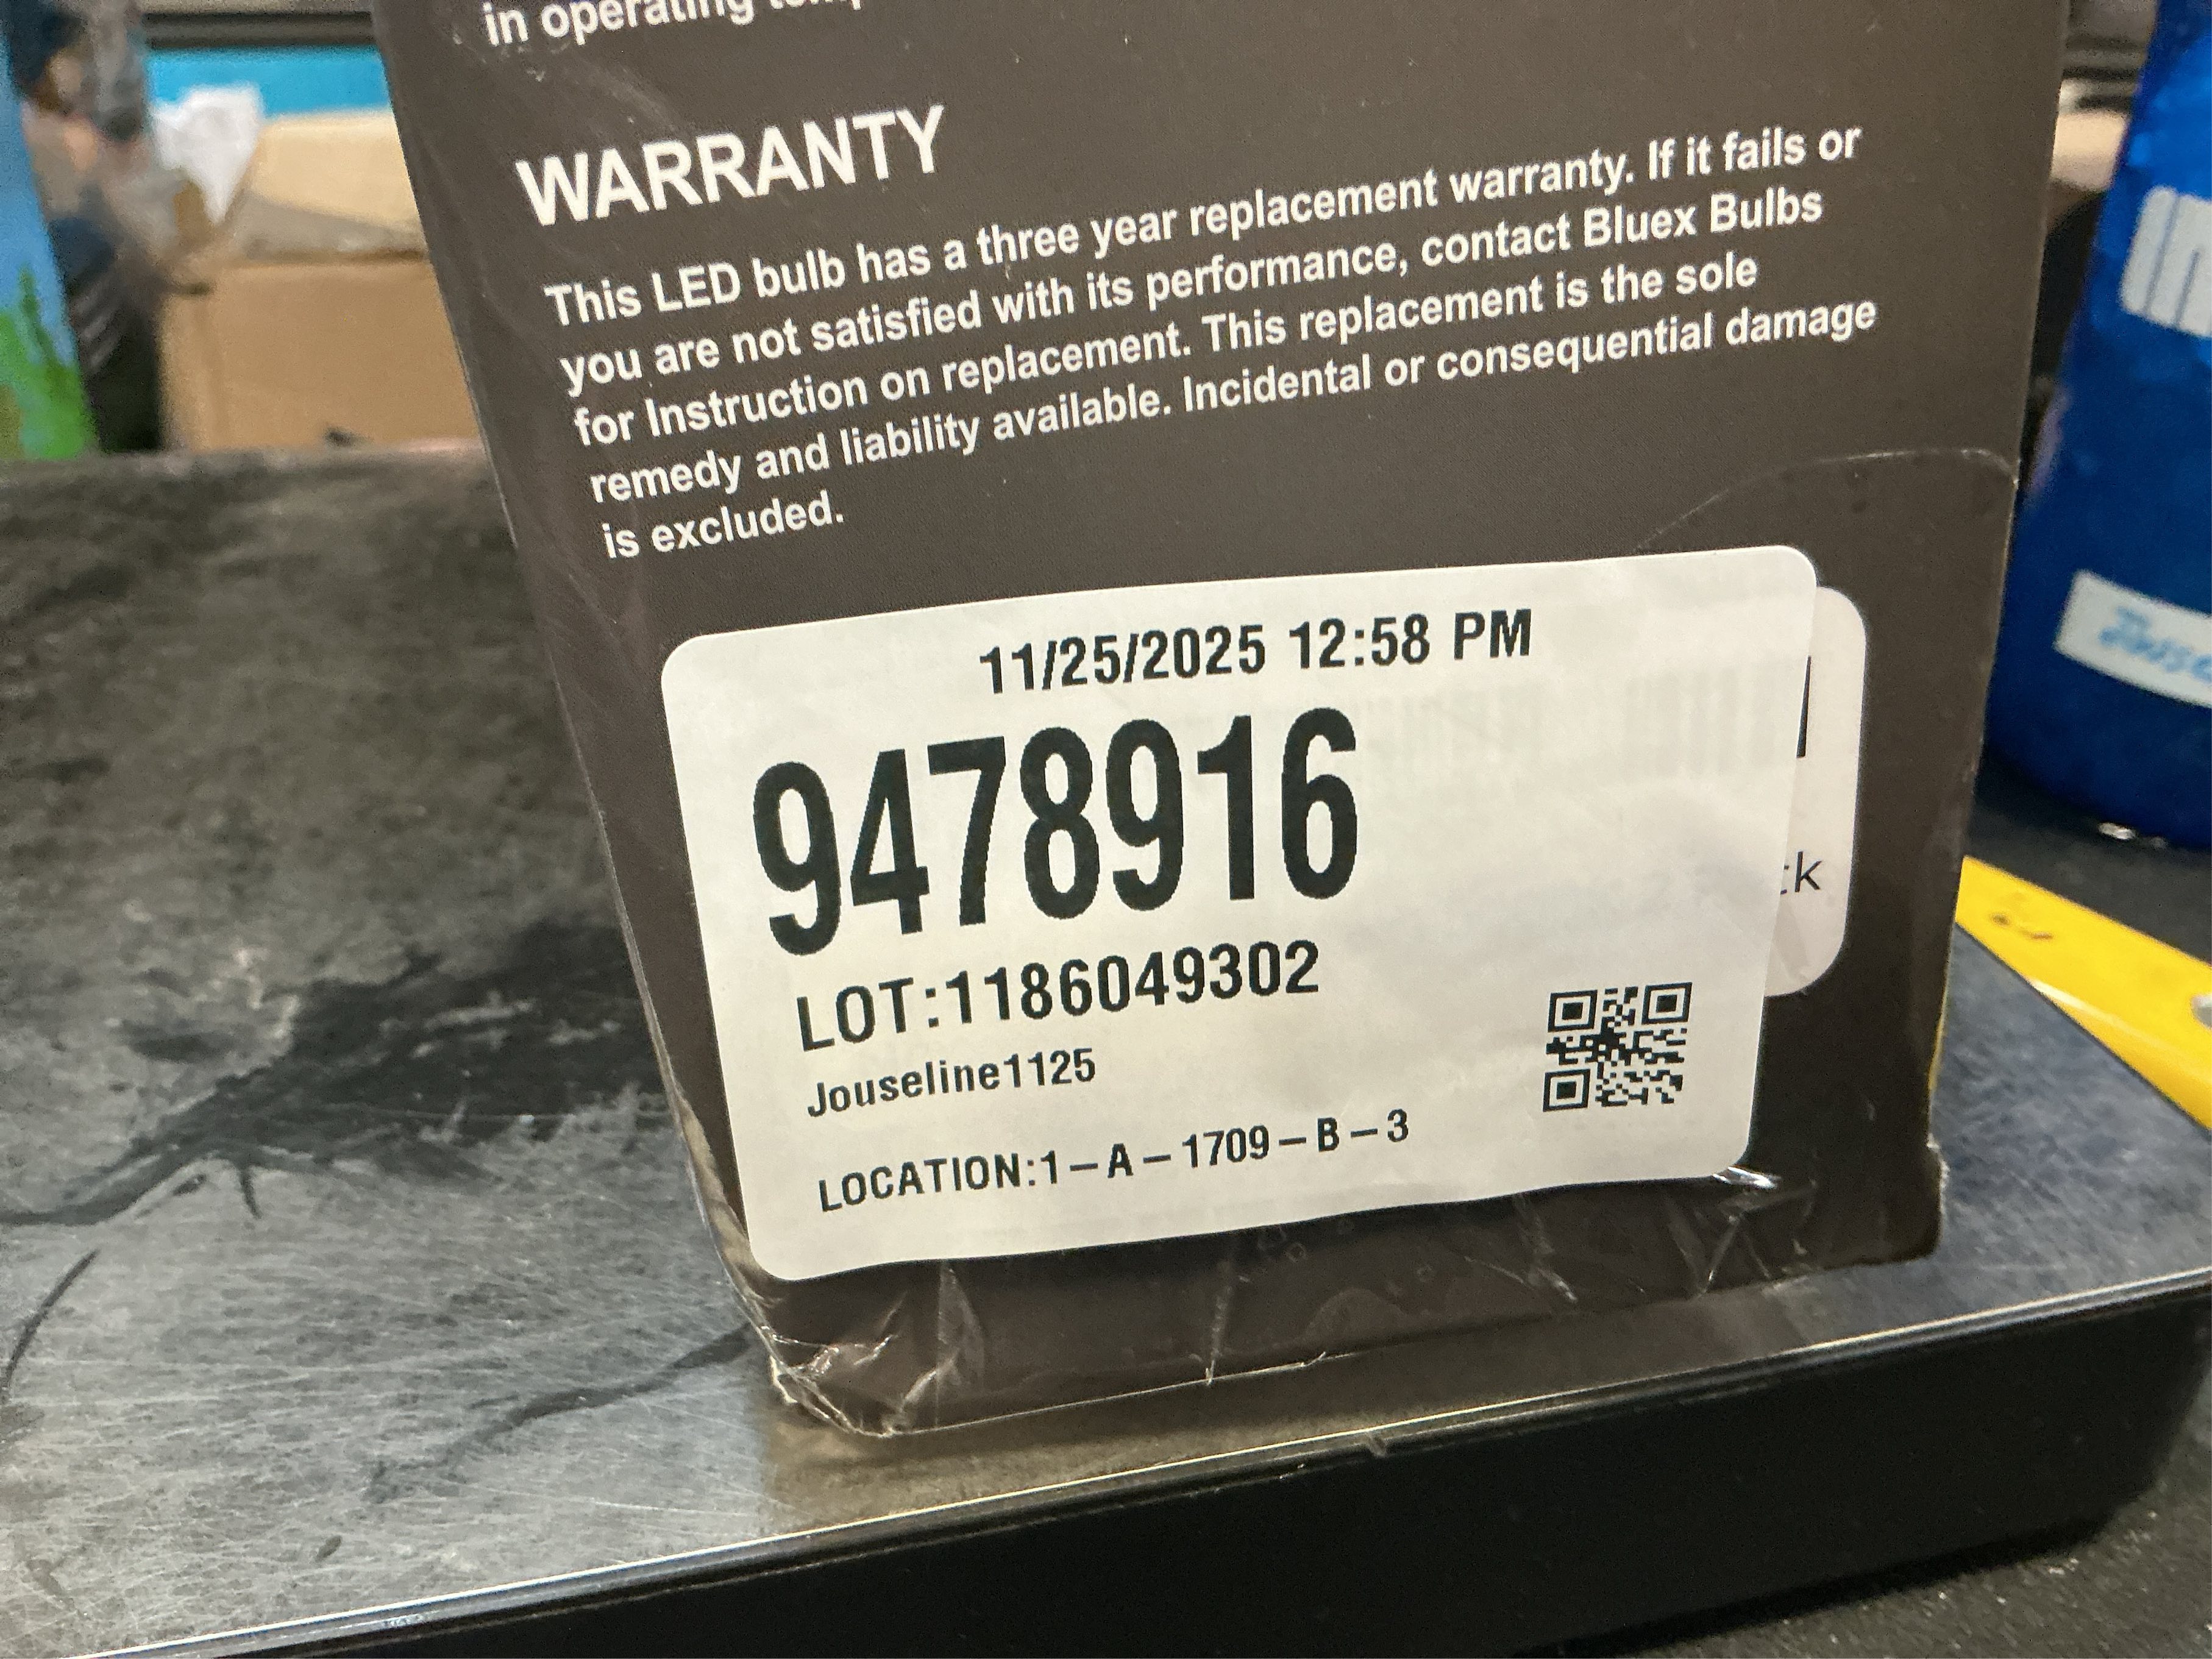 in operating
WARRANTY
This LED bulb has a three year replacement warranty. If it fails or
you are not satisfied with its performance, contact Bluex Bulbs
for Instruction on replacement. This replacement is the sole
remedy and liability available. Incidental or consequential damage
is excluded.
11/25/2025 12:58 PM
9478916
LOT:1186049302
Jouseline1125
LOCATION:1-A-1709-B-3